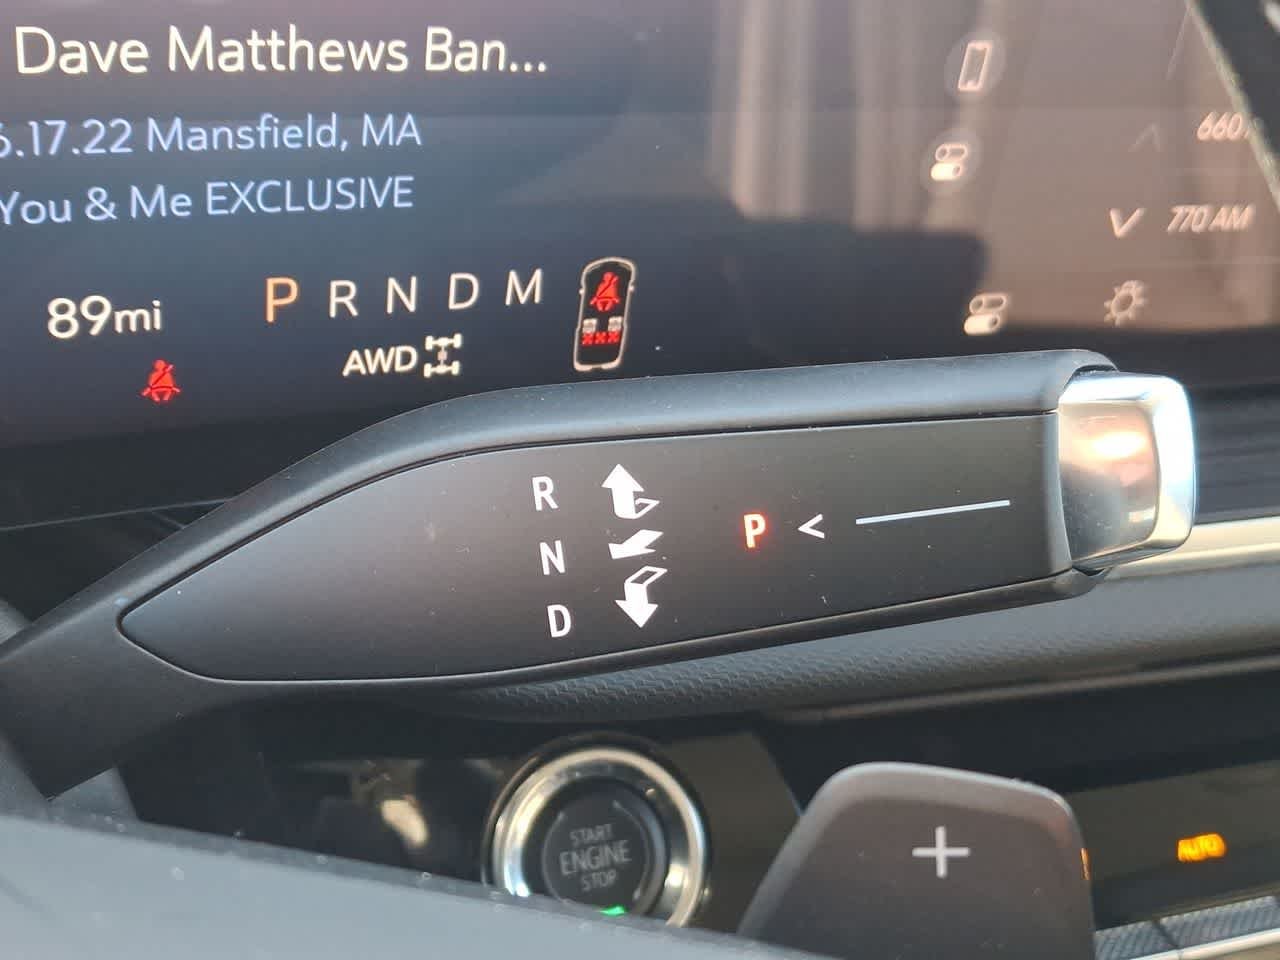 Dave Matthews Ban...
6.17.22 Mansfield, MA
You & Me EXCLUSIVE
660
770 AM
89mi
P R N D M
AWD
R
N
D
P <
START
ENGINE
STOP
+
AUTO